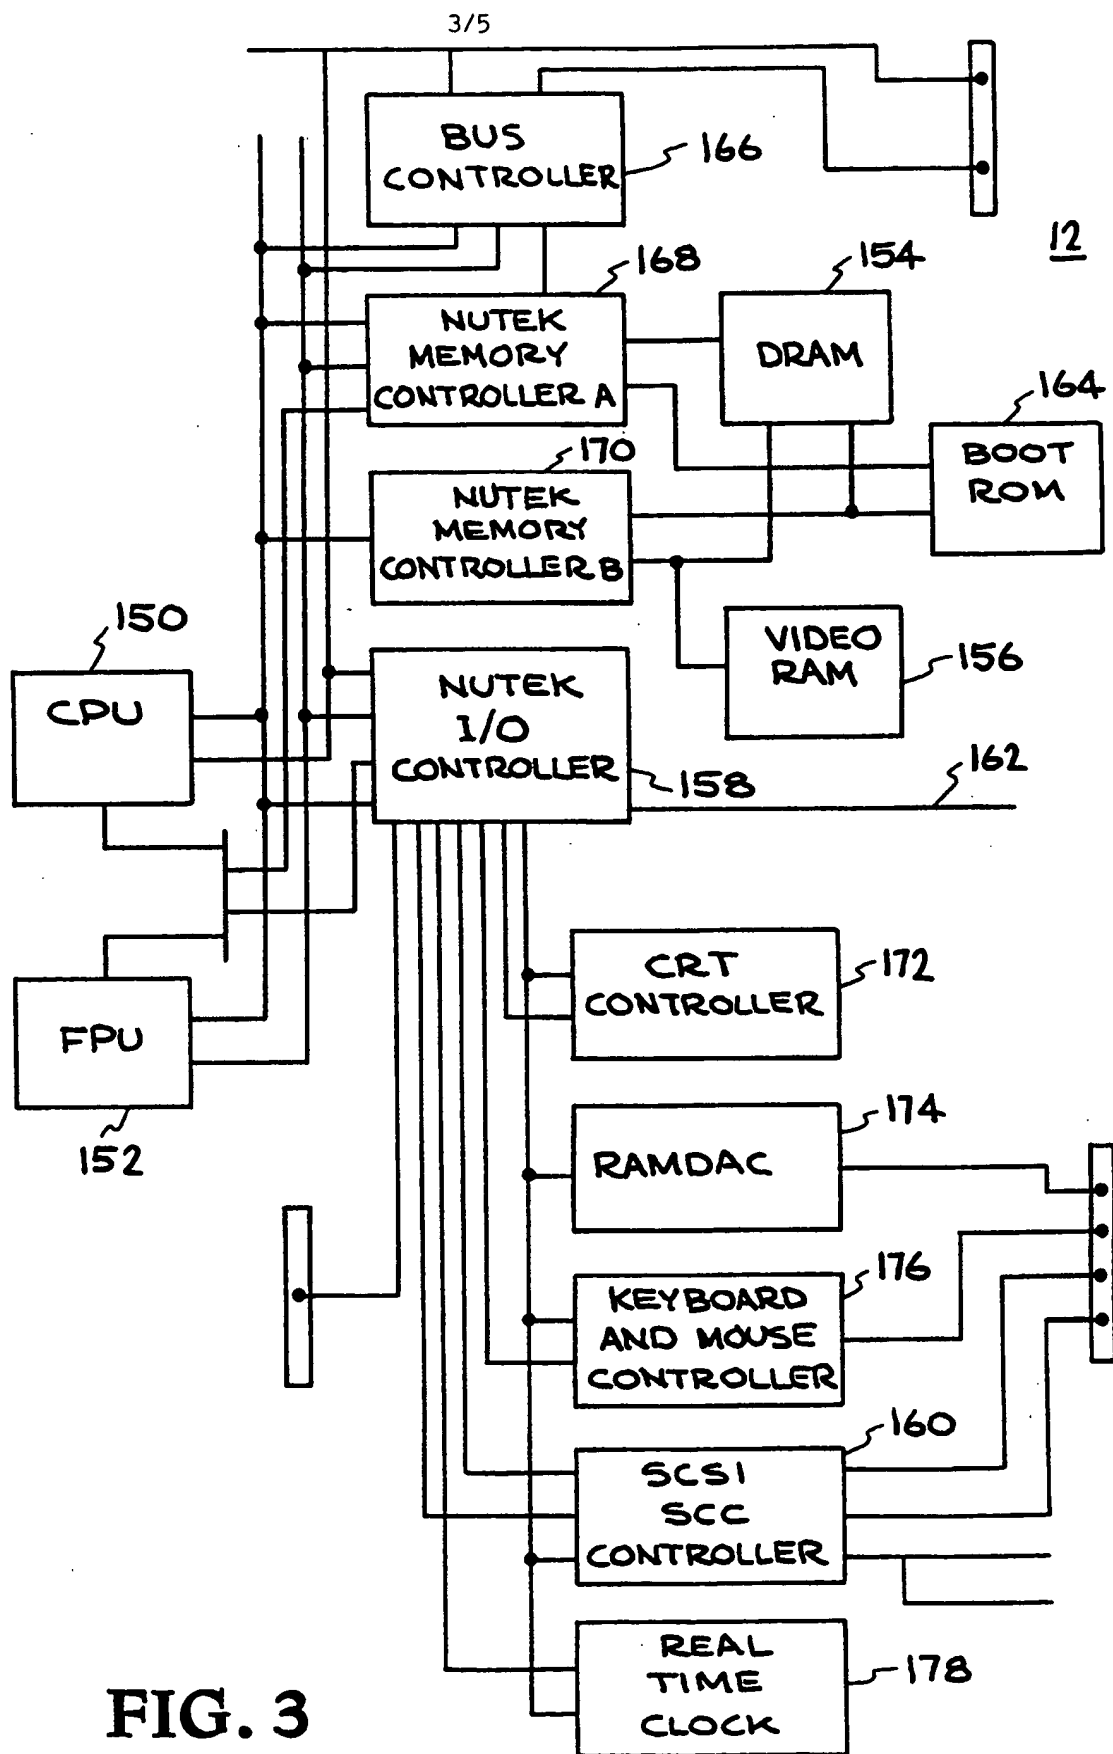 3/5
BUS
CONTROLLER
166
12
168
154
NUTEK
MEMORY
CONTROLLER A
DRAM
164
170
BOOT
ROM
NUTEK
MEMORY
CONTROLLER B
150
VIDEO
RAM
156
CPU
NUTEK
I/O
CONTROLLER
158
162
CRT
CONTROLLER
172
FPU
152
174
RAMDAC
176
KEYBOARD
AND MOUSE
CONTROLLER
160
SCSI
SCC
CONTROLLER
REAL
TIME
CLOCK
178
FIG. 3